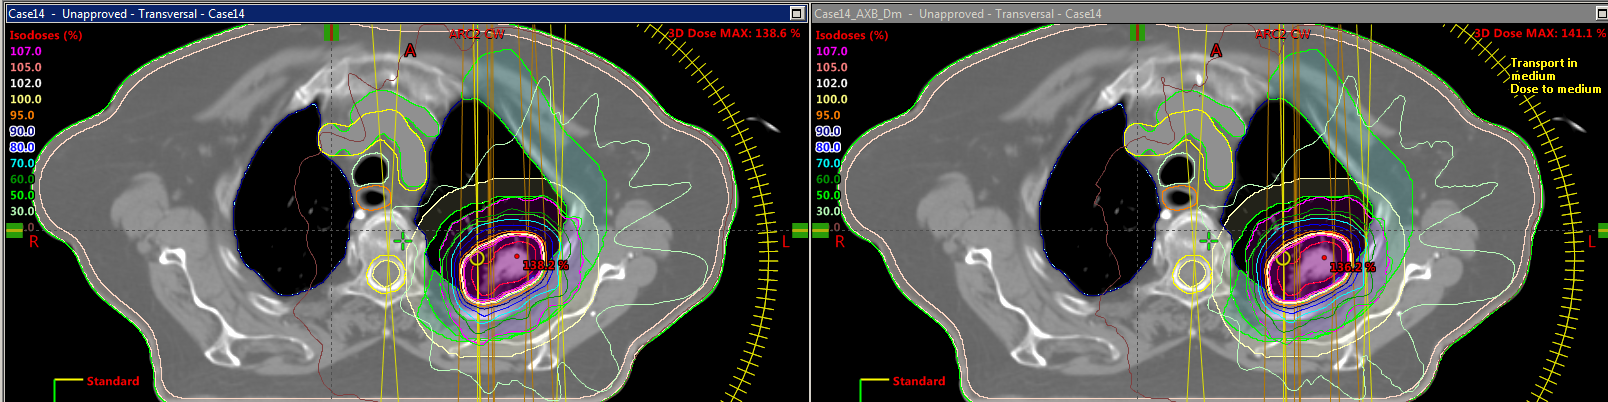 Case14 - Unapproved - Transversal - Case14
Isodoses (%)
107.0
105.0
102.0
100.0
95.0
90.0
80.0
70.0
60.0
50.0
30.0
ARC2 CW
3D Dose MAX: 138.6 %
A
R
L
Standard
Case14_AXB_Dm - Unapproved - Transversal - Case14
Isodoses (%)
107.0
105.0
102.0
100.0
95.0
90.0
80.0
70.0
60.0
50.0
30.0
ARC2 CW
3D Dose MAX: 141.1 %
Transport in
medium
Dose to medium
A
R
L
Standard